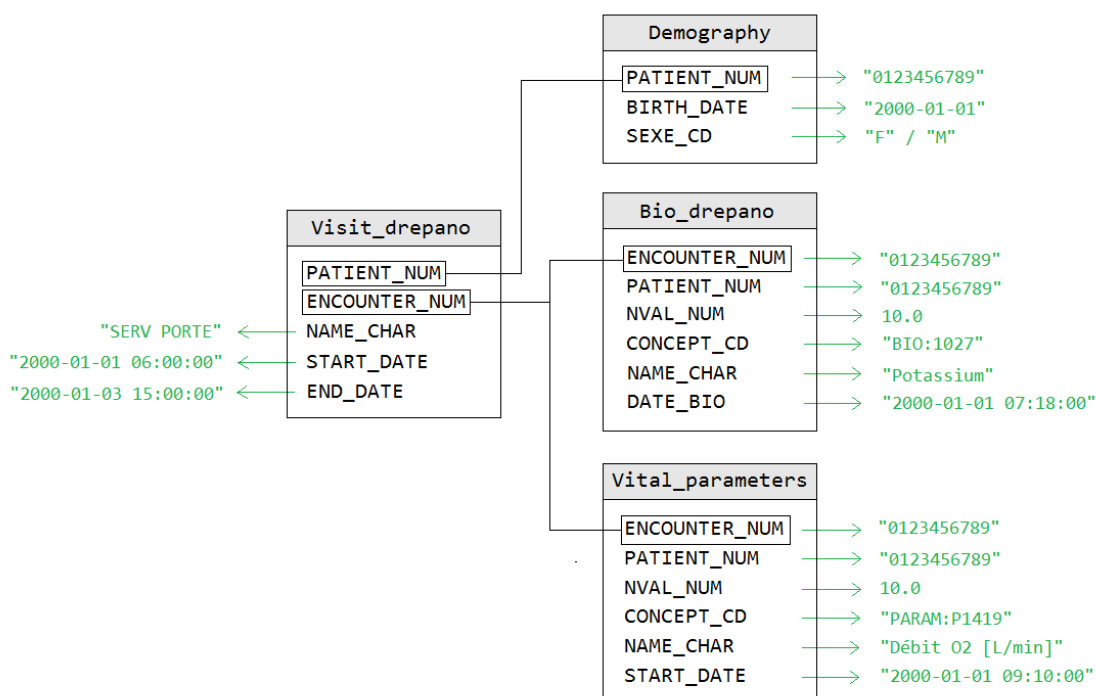 Demography
PATIENT_NUM "0123456789"
BIRTH_DATE "2000-01-01"
SEXE_CD "F" / "M"
Visit_drepano
PATIENT_NUM
ENCOUNTER_NUM
"SERV PORTE" NAME_CHAR
"2000-01-01 06:00:00" START_DATE
"2000-01-03 15:00:00" END_DATE
Bio_drepano
ENCOUNTER_NUM "0123456789"
PATIENT_NUM "0123456789"
NVAL_NUM 10.0
CONCEPT_CD "BIO:1027"
NAME_CHAR "Potassium"
DATE_BIO "2000-01-01 07:18:00"
Vital_parameters
ENCOUNTER_NUM "0123456789"
PATIENT_NUM "0123456789"
NVAL_NUM 10.0
CONCEPT_CD "PARAM:P1419"
NAME_CHAR "Débit O2 [L/min]"
START_DATE "2000-01-01 09:10:00"